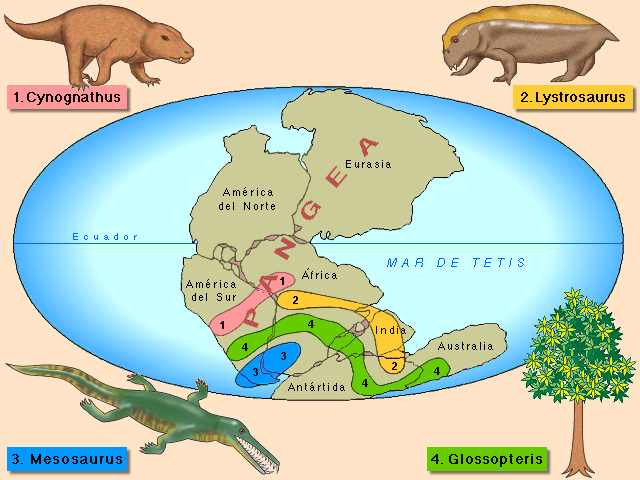 1. Cynognathus
2. Lystrosaurus
PANGEA
Eurasia
América
del Norte
Ecuador
MAR DE TETIS
América
del Sur
África
1
2
1
4
4
India
3
3
2
Australia
Antártida
4
4
3. Mesosaurus
4. Glossopteris